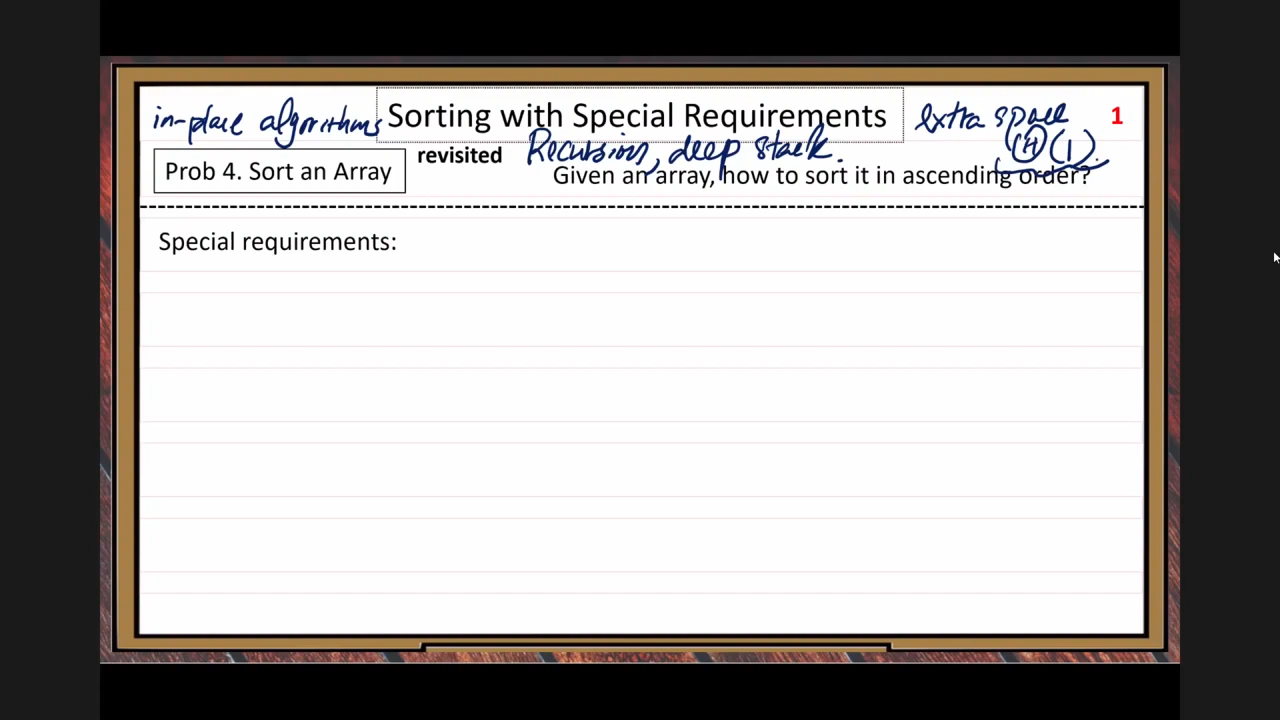 in-place algorithms Sorting with Special Requirements extra space 1
revisited Recursion, deep stack. Θ(1).
Prob 4. Sort an Array Given an array, how to sort it in ascending order?
Special requirements: